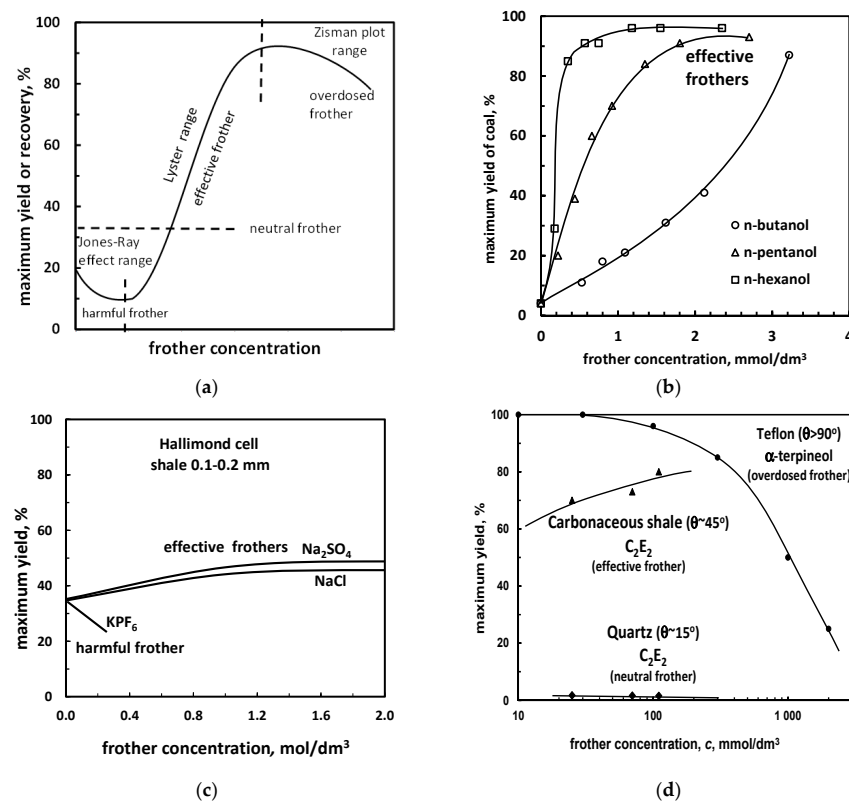 Zisman plot
range
overdosed
frother
Lyster range
effective frother
neutral frother
Jones-Ray
effect range
harmful frother
maximum yield or recovery, %
100
80
60
40
20
0
frother concentration
(a)
effective
frothers
n-butanol
n-pentanol
n-hexanol
maximum yield of coal, %
100
80
60
40
20
0
0 1 2 3 4
frother concentration, mmol/dm³
(b)
Hallimond cell
shale 0.1-0.2 mm
effective frothers
Na₂SO₄
NaCl
KPF₆
harmful frother
maximum yield, %
100
80
60
40
20
0
0.0 0.4 0.8 1.2 1.6 2.0
frother concentration, mol/dm³
(c)
Teflon (θ>90°)
α-terpineol
(overdosed frother)
Carbonaceous shale (θ~45°)
C₂E₂
(effective frother)
Quartz (θ~15°)
C₂E₂
(neutral frother)
maximum yield, %
100
80
60
40
20
0
10 100 1 000
frother concentration, c, mmol/dm³
(d)